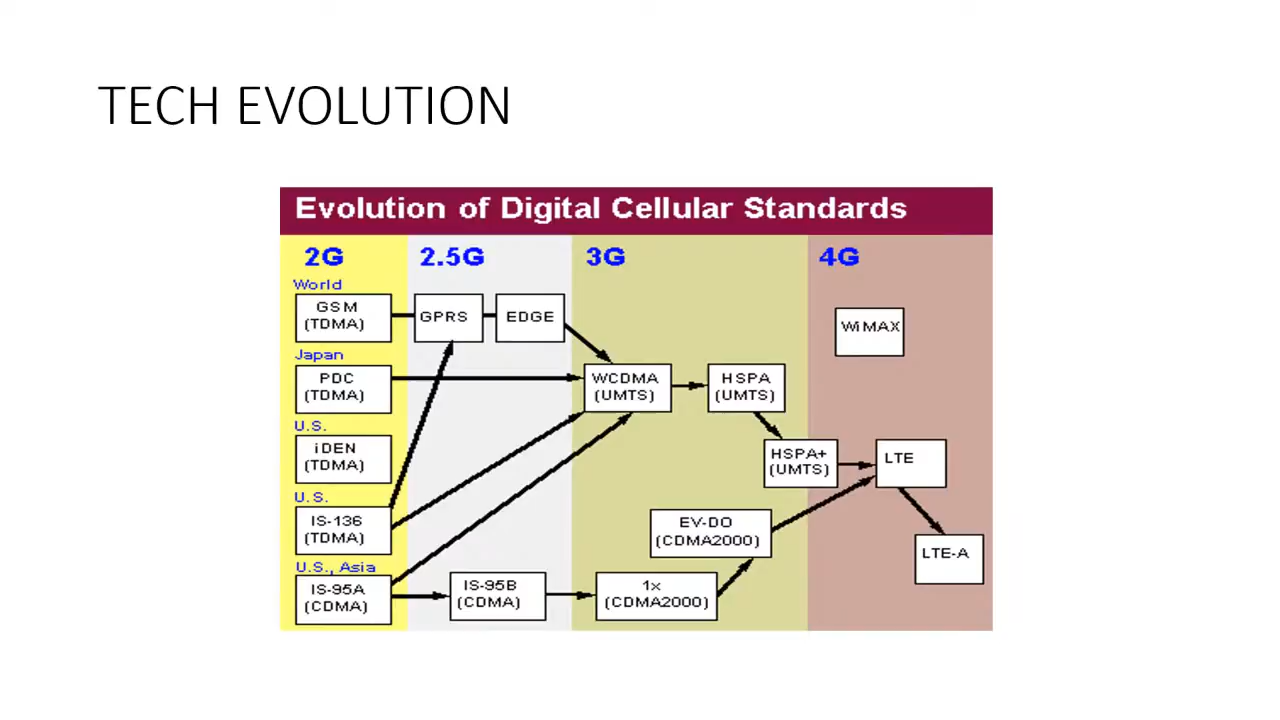 TECH EVOLUTION
Evolution of Digital Cellular Standards
2G
2.5G
3G
4G
World
GSM
(TDMA)
GPRS
EDGE
WiMAX
Japan
PDC
(TDMA)
WCDMA
(UMTS)
HSPA
(UMTS)
U.S.
iDEN
(TDMA)
HSPA+
(UMTS)
LTE
U.S.
IS-136
(TDMA)
EV-DO
(CDMA2000)
LTE-A
U.S., Asia
IS-95A
(CDMA)
IS-95B
(CDMA)
1x
(CDMA2000)